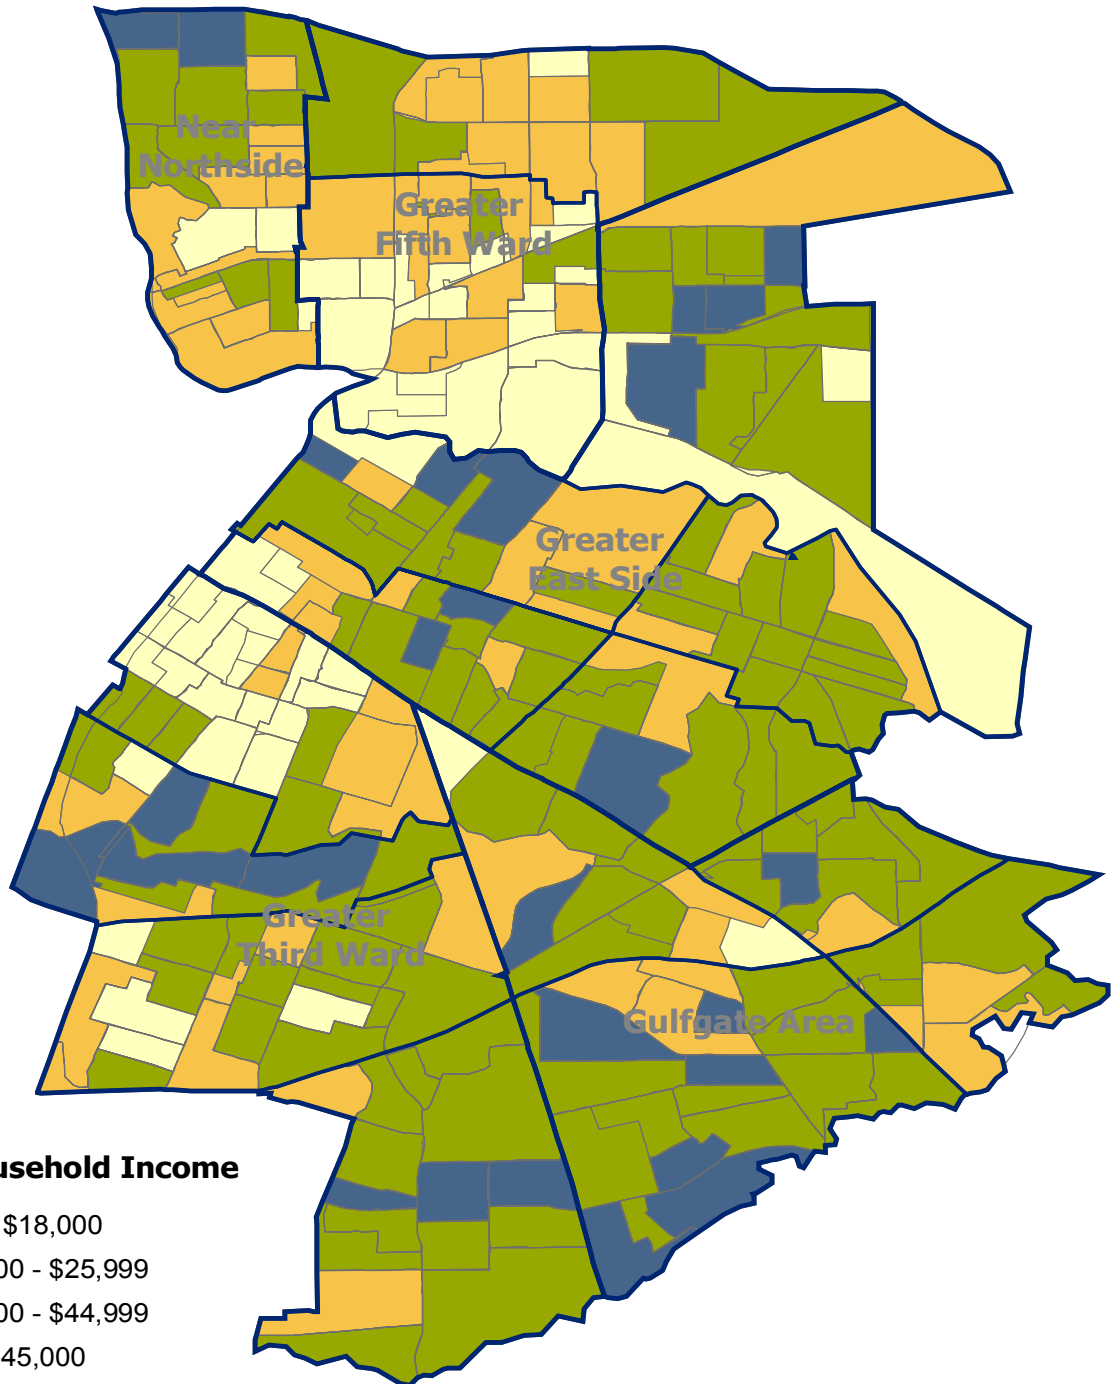 Near
Northside
Greater
Fifth Ward
Greater
East Side
Greater
Third Ward
Gulfgate Area
usehold Income
$18,000
00 - $25,999
00 - $44,999
45,000